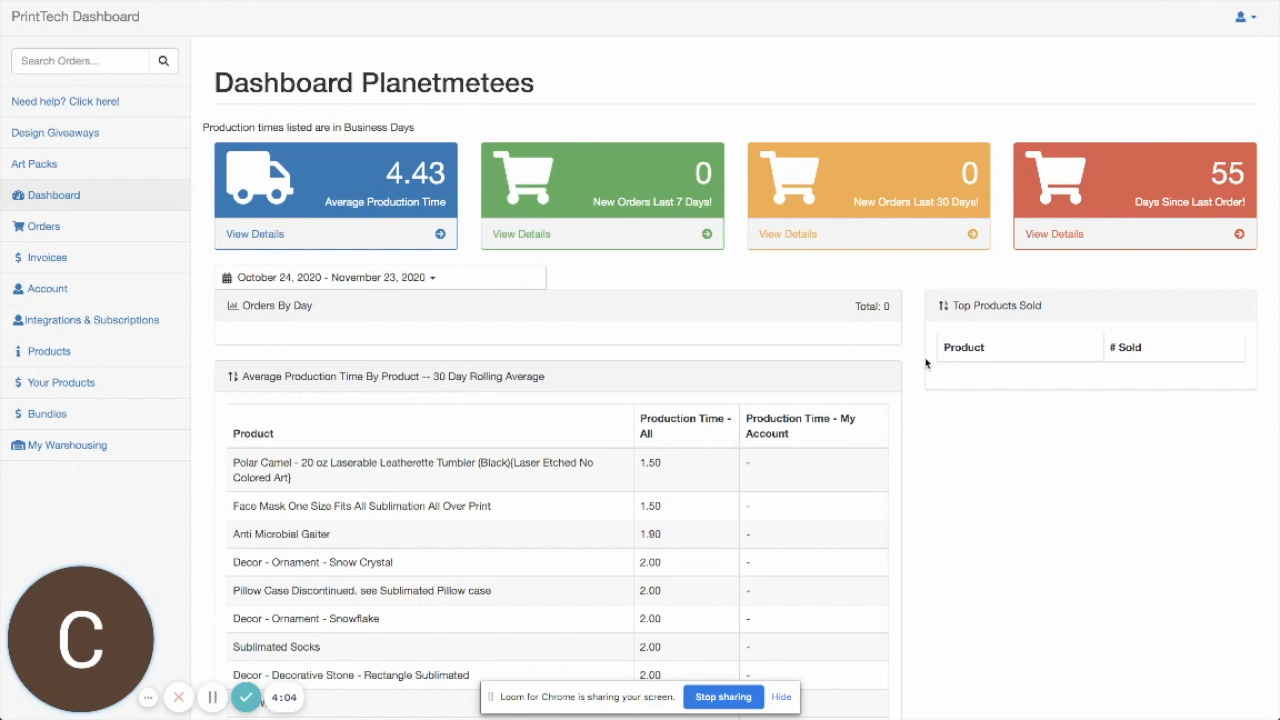 PrintTech Dashboard
Search Orders...
Need help? Click here!
Design Giveaways
Art Packs
Dashboard
Orders
$ Invoices
Account
Integrations & Subscriptions
Products
$ Your Products
$ Bundles
My Warehousing
Dashboard Planetmetees
Production times listed are in Business Days
4.43
Average Production Time
View Details
0
New Orders Last 7 Days!
View Details
0
New Orders Last 30 Days!
View Details
55
Days Since Last Order!
View Details
October 24, 2020 - November 23, 2020
Orders By Day Total: 0
Top Products Sold
Product # Sold
Average Production Time By Product -- 30 Day Rolling Average
Product Production Time - All Production Time - My Account
Polar Camel - 20 oz Laserable Leatherette Tumbler (Black){Laser Etched No
Colored Art} 1.50 -
Face Mask One Size Fits All Sublimation All Over Print 1.50 -
Anti Microbial Gaiter 1.90 -
Decor - Ornament - Snow Crystal 2.00 -
Pillow Case Discontinued. see Sublimated Pillow case 2.00 -
Decor - Ornament - Snowflake 2.00 -
Sublimated Socks 2.00 -
Decor - Decorative Stone - Rectangle Sublimated 2.00 -
C
4:04
Loom for Chrome is sharing your screen. Stop sharing Hide